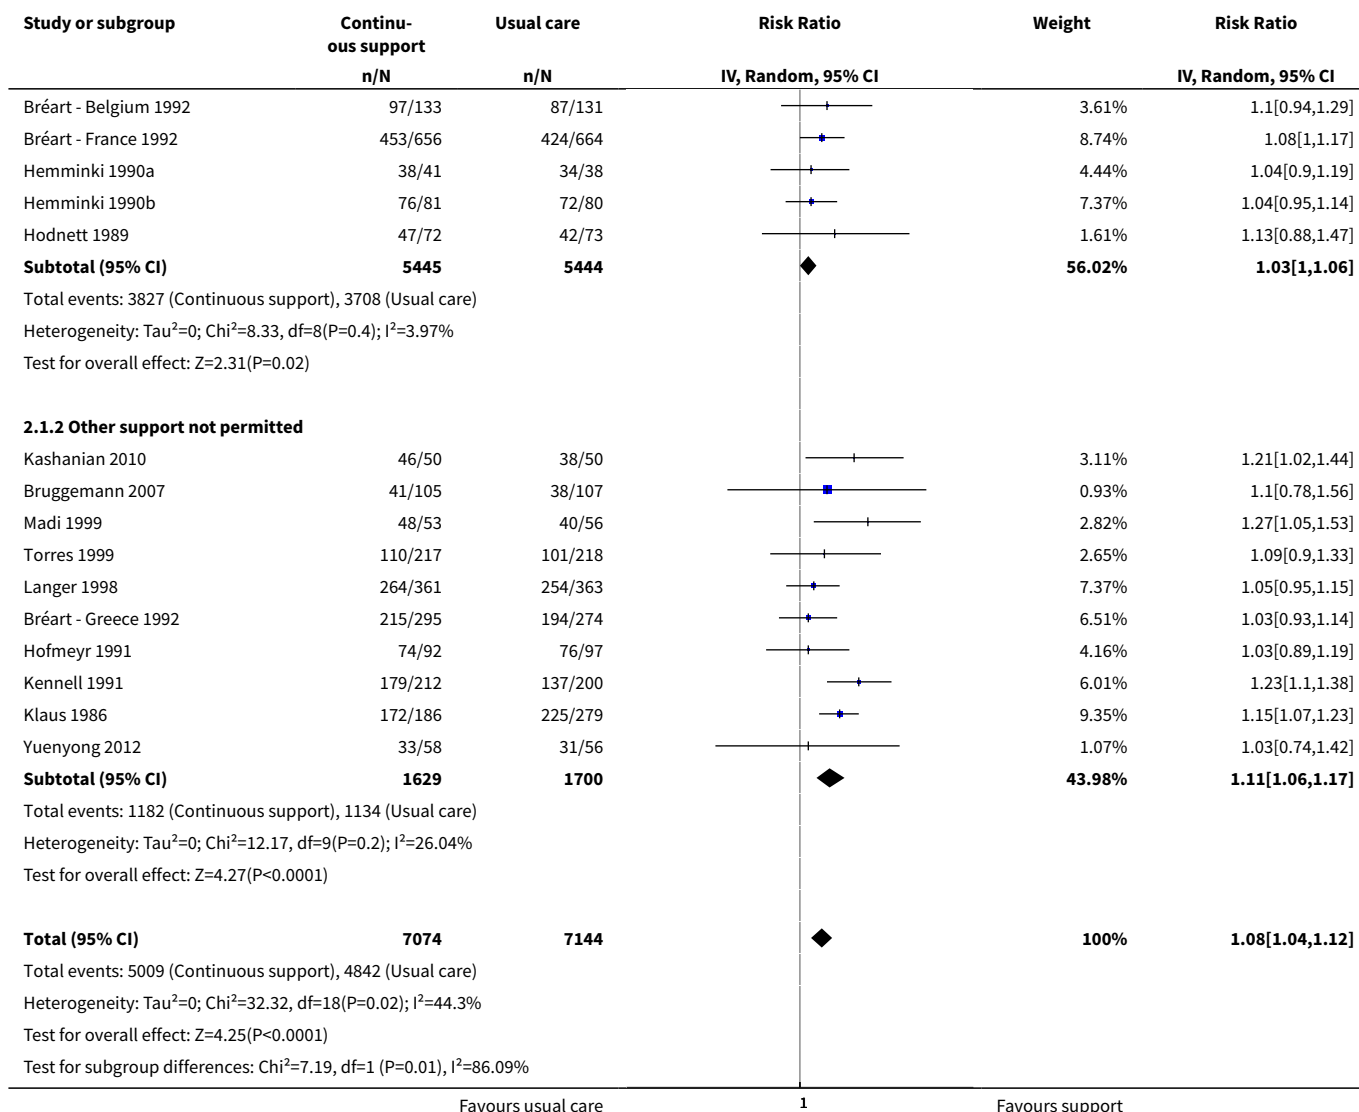 Study or subgroup Continu- Usual care Risk Ratio Weight Risk Ratio
ous support
n/N n/N IV, Random, 95% CI IV, Random, 95% CI
Bréart - Belgium 1992 97/133 87/131 3.61% 1.1[0.94,1.29]
Bréart - France 1992 453/656 424/664 8.74% 1.08[1,1.17]
Hemminki 1990a 38/41 34/38 4.44% 1.04[0.9,1.19]
Hemminki 1990b 76/81 72/80 7.37% 1.04[0.95,1.14]
Hodnett 1989 47/72 42/73 1.61% 1.13[0.88,1.47]
Subtotal (95% CI) 5445 5444 56.02% 1.03[1,1.06]
Total events: 3827 (Continuous support), 3708 (Usual care)
Heterogeneity: Tau²=0; Chi²=8.33, df=8(P=0.4); I²=3.97%
Test for overall effect: Z=2.31(P=0.02)
2.1.2 Other support not permitted
Kashanian 2010 46/50 38/50 3.11% 1.21[1.02,1.44]
Bruggemann 2007 41/105 38/107 0.93% 1.1[0.78,1.56]
Madi 1999 48/53 40/56 2.82% 1.27[1.05,1.53]
Torres 1999 110/217 101/218 2.65% 1.09[0.9,1.33]
Langer 1998 264/361 254/363 7.37% 1.05[0.95,1.15]
Bréart - Greece 1992 215/295 194/274 6.51% 1.03[0.93,1.14]
Hofmeyr 1991 74/92 76/97 4.16% 1.03[0.89,1.19]
Kennell 1991 179/212 137/200 6.01% 1.23[1.1,1.38]
Klaus 1986 172/186 225/279 9.35% 1.15[1.07,1.23]
Yuenyong 2012 33/58 31/56 1.07% 1.03[0.74,1.42]
Subtotal (95% CI) 1629 1700 43.98% 1.11[1.06,1.17]
Total events: 1182 (Continuous support), 1134 (Usual care)
Heterogeneity: Tau²=0; Chi²=12.17, df=9(P=0.2); I²=26.04%
Test for overall effect: Z=4.27(P<0.0001)
Total (95% CI) 7074 7144 100% 1.08[1.04,1.12]
Total events: 5009 (Continuous support), 4842 (Usual care)
Heterogeneity: Tau²=0; Chi²=32.32, df=18(P=0.02); I²=44.3%
Test for overall effect: Z=4.25(P<0.0001)
Test for subgroup differences: Chi²=7.19, df=1 (P=0.01), I²=86.09%
Favours usual care 1 Favours support